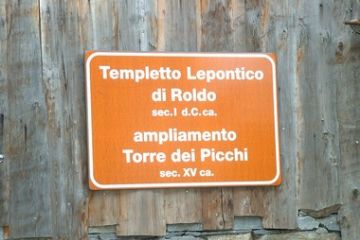 Templetto Lepontico
di Roldo
sec.I d.C.ca.
ampliamento
Torre dei Picchi
sec. XV ca.